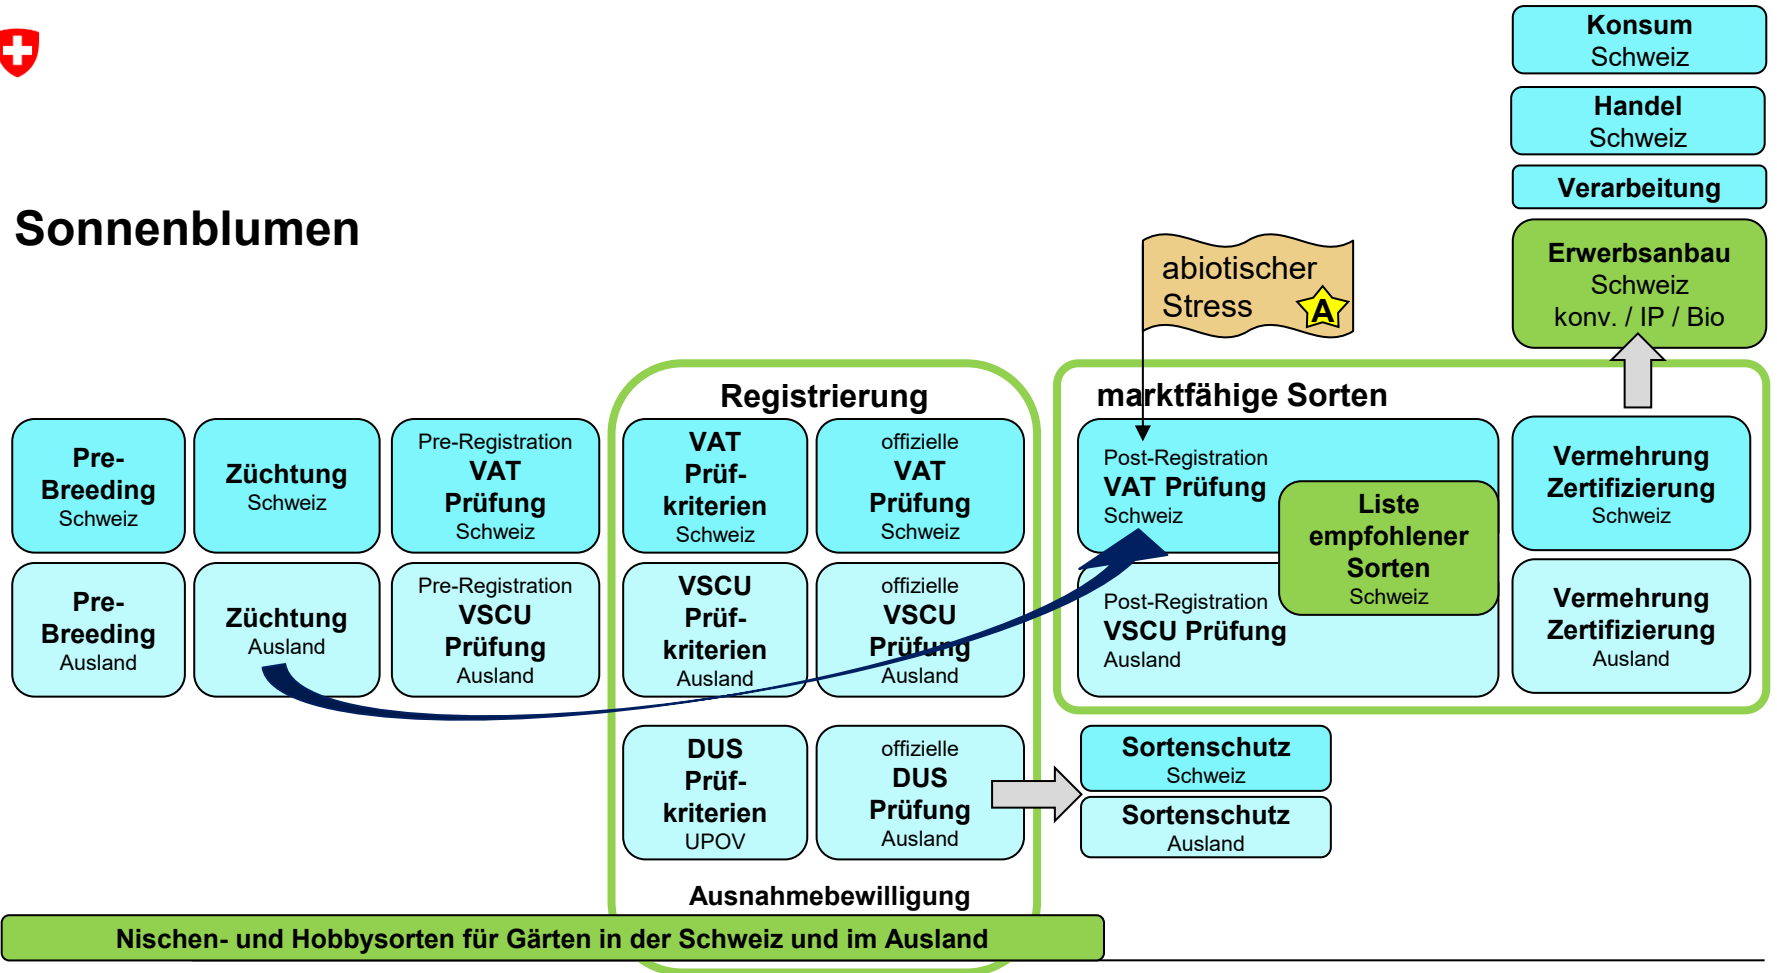 Konsum
Schweiz
Handel
Schweiz
Verarbeitung
Sonnenblumen
abiotischer
Stress
A
Erwerbsanbau
Schweiz
konv. / IP / Bio
Registrierung
marktfähige Sorten
Pre-
Breeding
Schweiz
Züchtung
Schweiz
Pre-Registration
VAT
Prüfung
Schweiz
VAT
Prüf-
kriterien
Schweiz
offizielle
VAT
Prüfung
Schweiz
Post-Registration
VAT Prüfung
Schweiz
Liste
empfohlener
Sorten
Schweiz
Vermehrung
Zertifizierung
Schweiz
Pre-
Breeding
Ausland
Züchtung
Ausland
Pre-Registration
VSCU
Prüfung
Ausland
VSCU
Prüf-
kriterien
Ausland
offizielle
VSCU
Prüfung
Ausland
Post-Registration
VSCU Prüfung
Ausland
Vermehrung
Zertifizierung
Ausland
DUS
Prüf-
kriterien
UPOV
offizielle
DUS
Prüfung
Ausland
Sortenschutz
Schweiz
Sortenschutz
Ausland
Ausnahmebewilligung
Nischen- und Hobbysorten für Gärten in der Schweiz und im Ausland